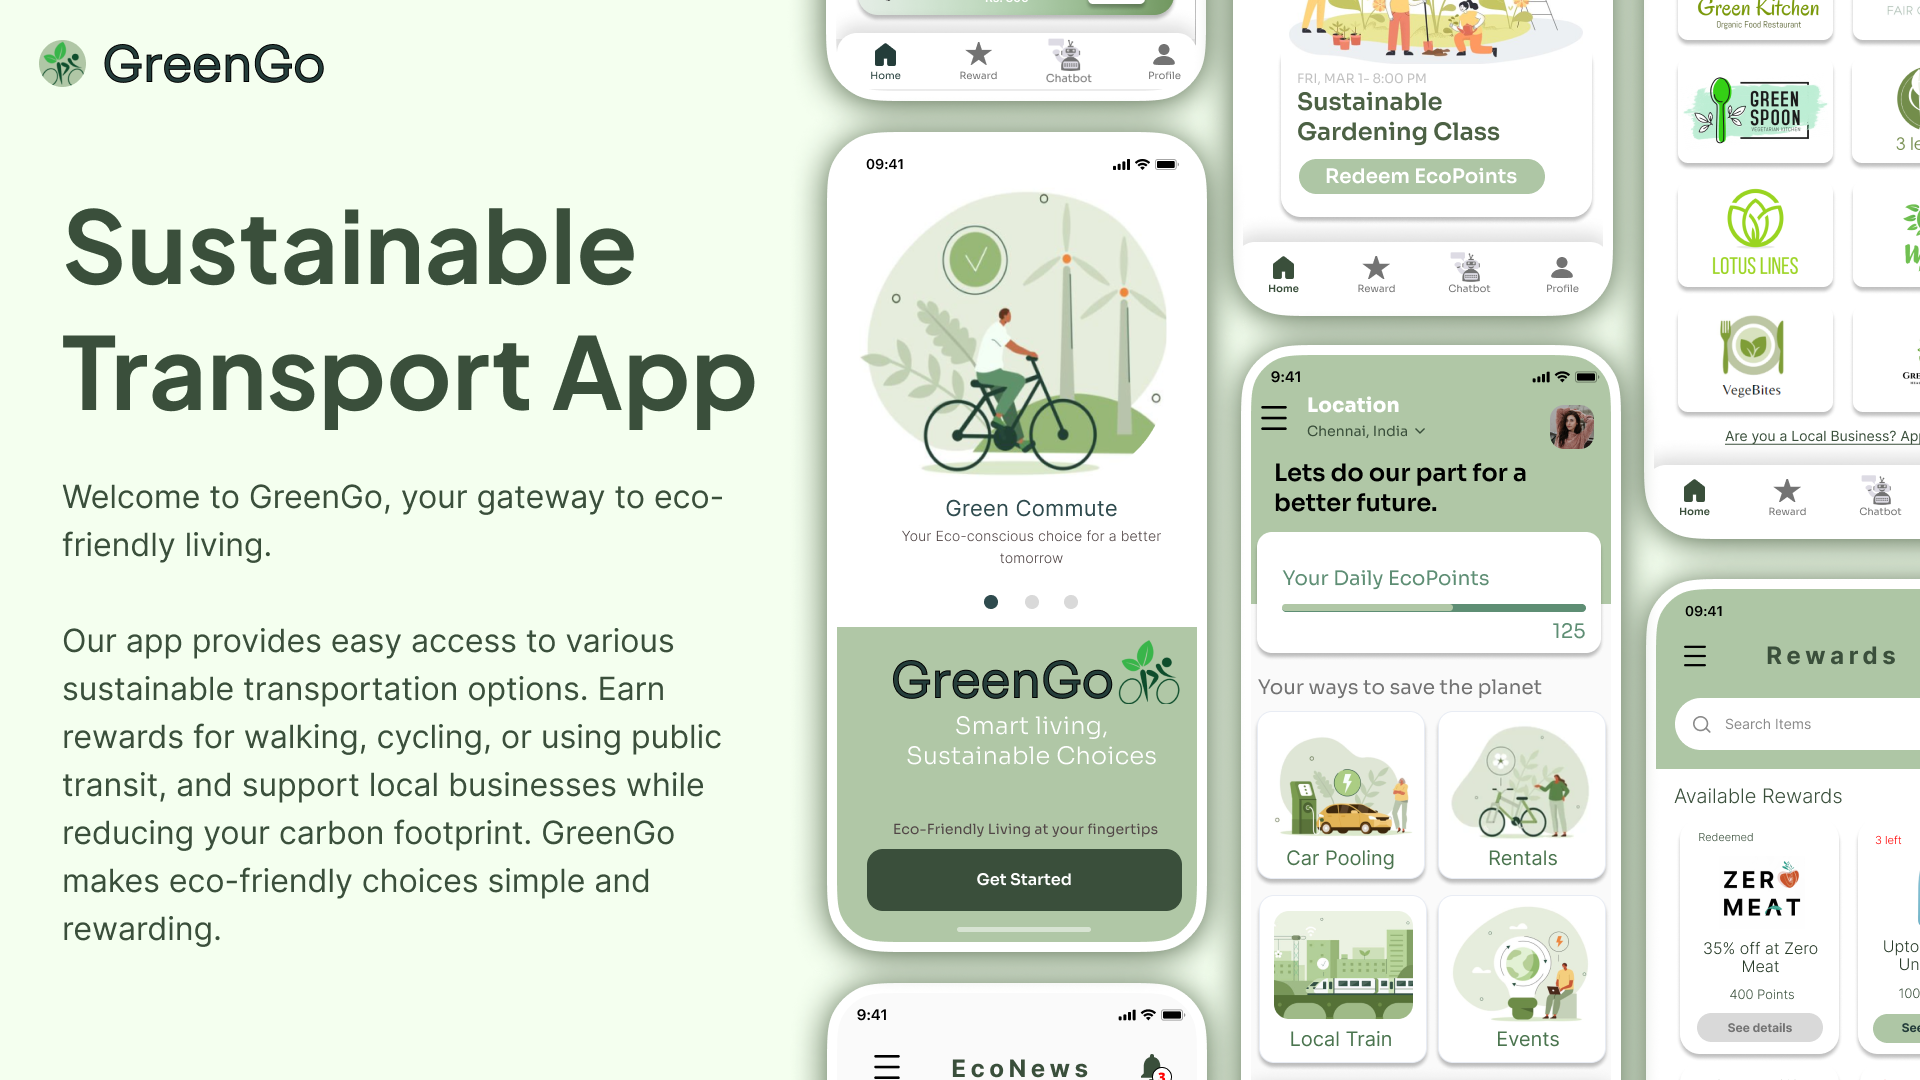 GreenGo
Sustainable
Transport App
Welcome to GreenGo, your gateway to eco-
friendly living.
Our app provides easy access to various
sustainable transportation options. Earn
rewards for walking, cycling, or using public
transit, and support local businesses while
reducing your carbon footprint. GreenGo
makes eco-friendly choices simple and
rewarding.
Home
Reward
Chatbot
Profile
09:41
Green Commute
Your Eco-conscious choice for a better
tomorrow
GreenGo
Smart living,
Sustainable Choices
Eco-Friendly Living at your fingertips
Get Started
9:41
EcoNews
3
FRI, MAR 1- 8:00 PM
Sustainable
Gardening Class
Redeem EcoPoints
Home
Reward
Chatbot
Profile
9:41
Location
Chennai, India
Lets do our part for a
better future.
Your Daily EcoPoints
125
Your ways to save the planet
Car Pooling
Rentals
Local Train
Events
Green Kitchen
Organic Food Restaurant
FAIR
GREEN
SPOON
VEGETARIAN KITCHEN
3 le
LOTUS LINES
VegeBites
Are you a Local Business? Ap
Home
Reward
Chatbot
09:41
Rewards
Search Items
Available Rewards
Redeemed
3 left
ZERO
MEAT
35% off at Zero
Meat
400 Points
See details
Upto
Un
100
See